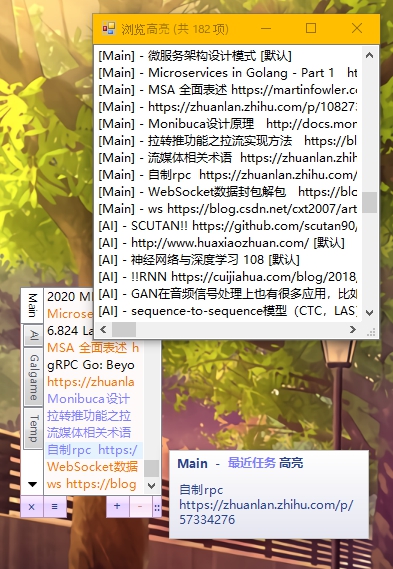 浏览高亮 (共 182 项)
[Main] - 微服务架构设计模式 [默认]
[Main] - Microservices in Golang - Part 1 ht
[Main] - MSA 全面表述 https://martinfowler.c
[Main] - https://zhuanlan.zhihu.com/p/10827
[Main] - Monibuca设计原理 http://docs.mon
[Main] - 拉转推功能之拉流实现方法 https://bl
[Main] - 流媒体相关术语 https://zhuanlan.zhih
[Main] - 自制rpc https://zhuanlan.zhihu.com/
[Main] - WebSocket数据封包解包 https://blo
[Main] - ws https://blog.csdn.net/cxt2007/art
[AI] - SCUTAN!! https://github.com/scutan90/
[AI] - http://www.huaxiaozhuan.com/ [默认]
[AI] - 神经网络与深度学习 108 [默认]
[AI] - !!RNN https://cuijiahua.com/blog/2018/
[AI] - GAN在音频信号处理上也有很多应用，比如
[AI] - sequence-to-sequence模型（CTC，LAS
Main
AI
Galgame
Temp
2020 MI
Microse
6.824 La
MSA 全面表述 h
gRPC Go: Beyo
https://zhuanla
Monibuca设计
拉转推功能之拉
流媒体相关术语
自制rpc https:/
WebSocket数据
ws https://blog
× ≡ + -
Main - 最近任务 高亮
自制rpc
https://zhuanlan.zhihu.com/p/
57334276